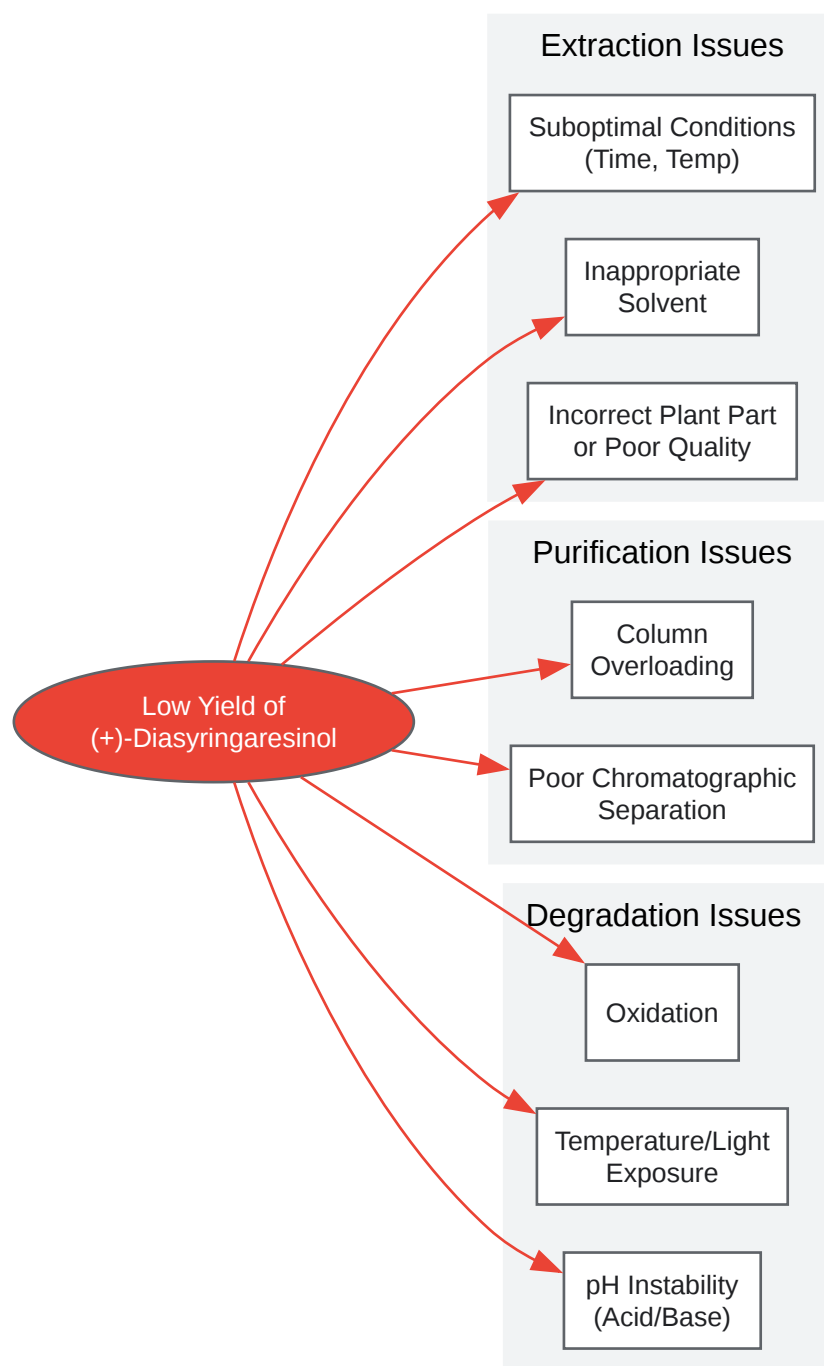 Extraction Issues
Suboptimal Conditions
(Time, Temp)
Inappropriate
Solvent
Incorrect Plant Part
or Poor Quality
Purification Issues
Column
Overloading
Low Yield of
(+)-Diasyringaresinol
Poor Chromatographic
Separation
Degradation Issues
Oxidation
Temperature/Light
Exposure
pH Instability
(Acid/Base)